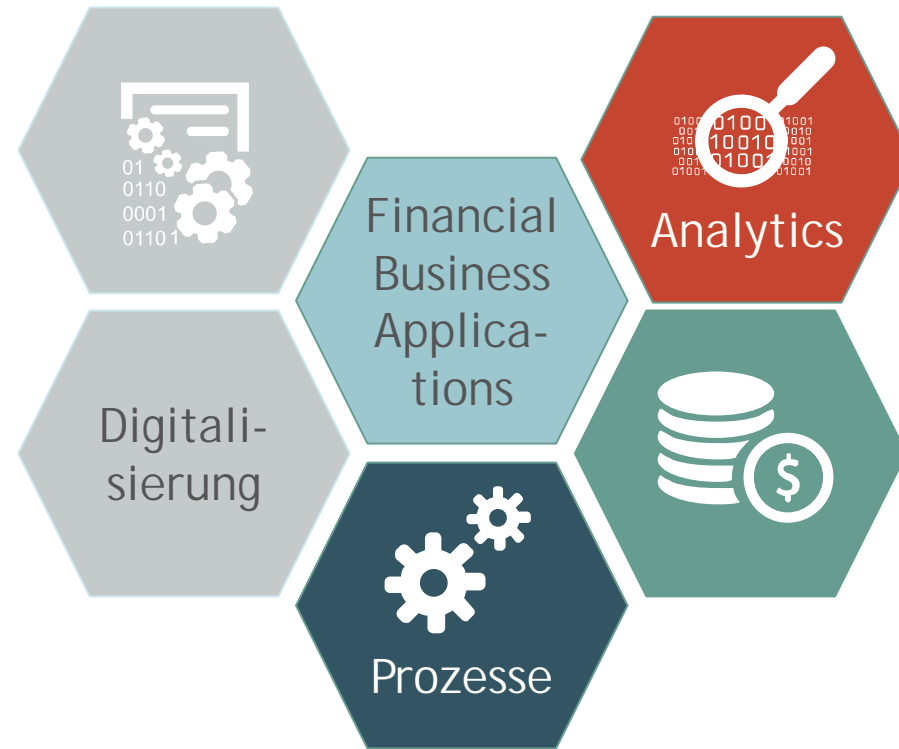 01
0110
0001
01101
Financial
Business
Applica-
tions
Analytics
Digitali-
sierung
$
Prozesse